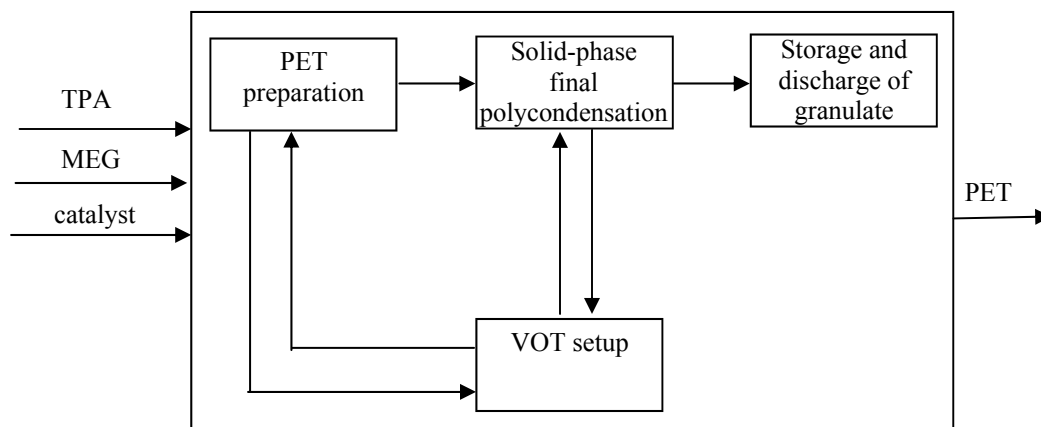 TPA
MEG
catalyst
PET
preparation
Solid-phase
final
polycondensation
Storage and
discharge of
granulate
VOT setup
PET